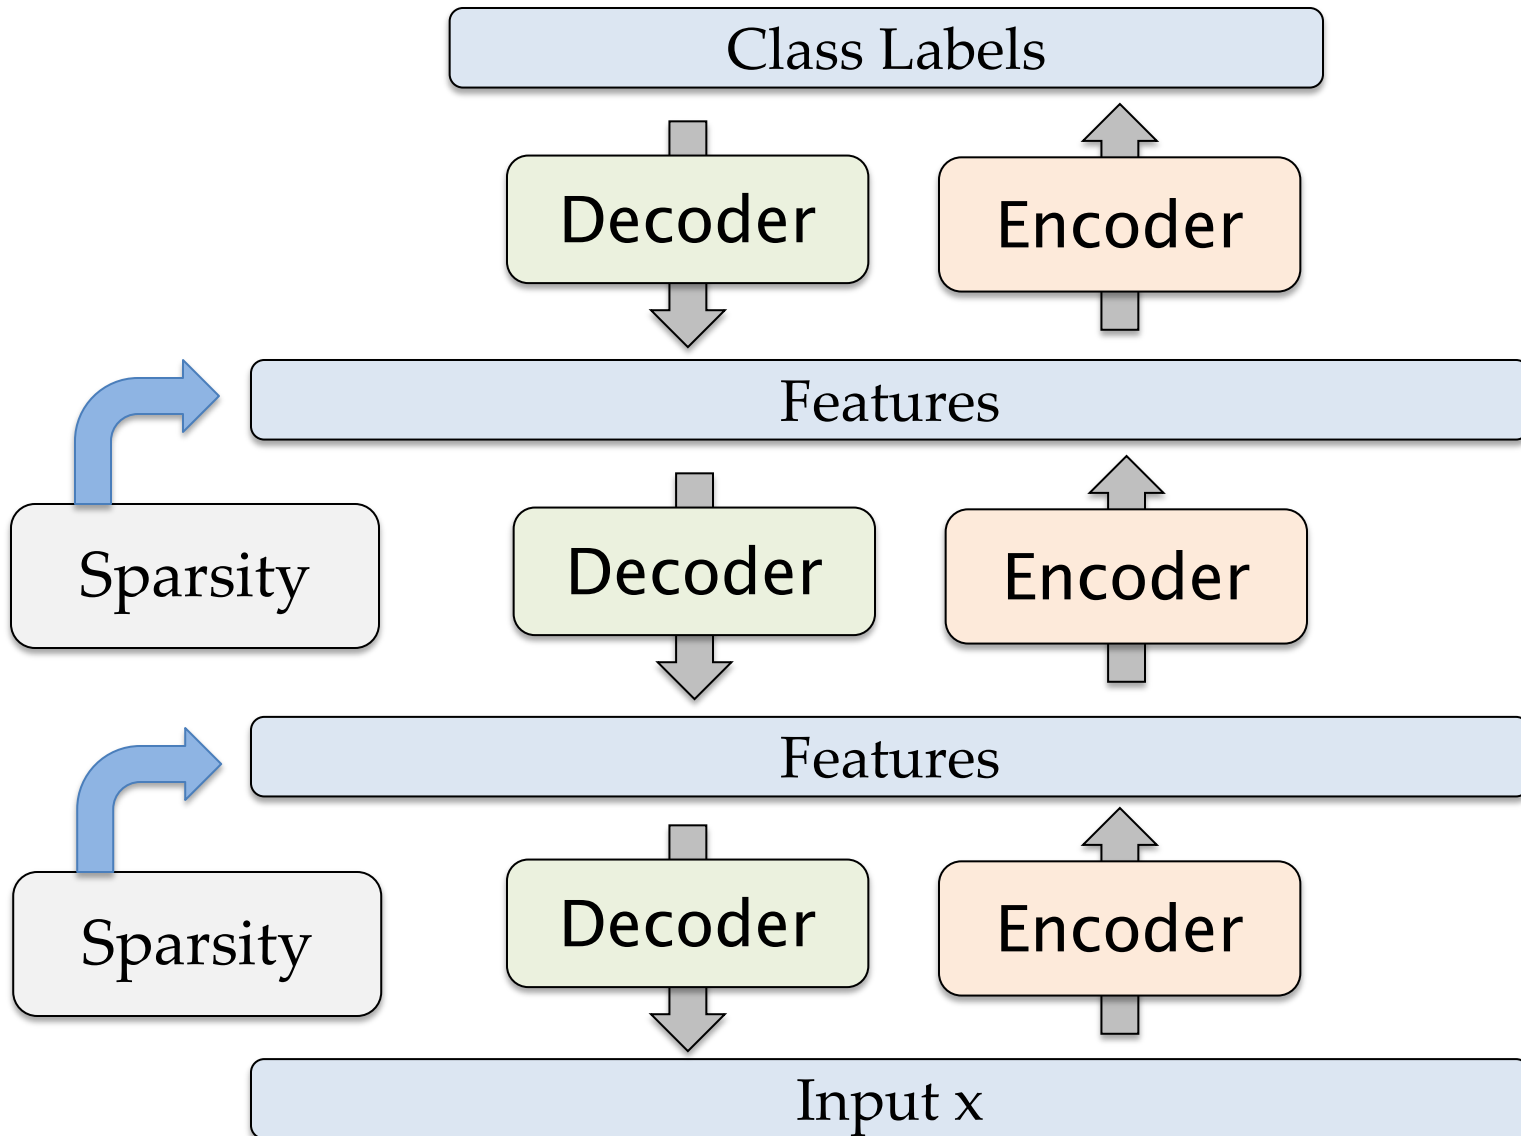 Class Labels
Decoder
Encoder
Features
Sparsity
Decoder
Encoder
Features
Sparsity
Decoder
Encoder
Input x